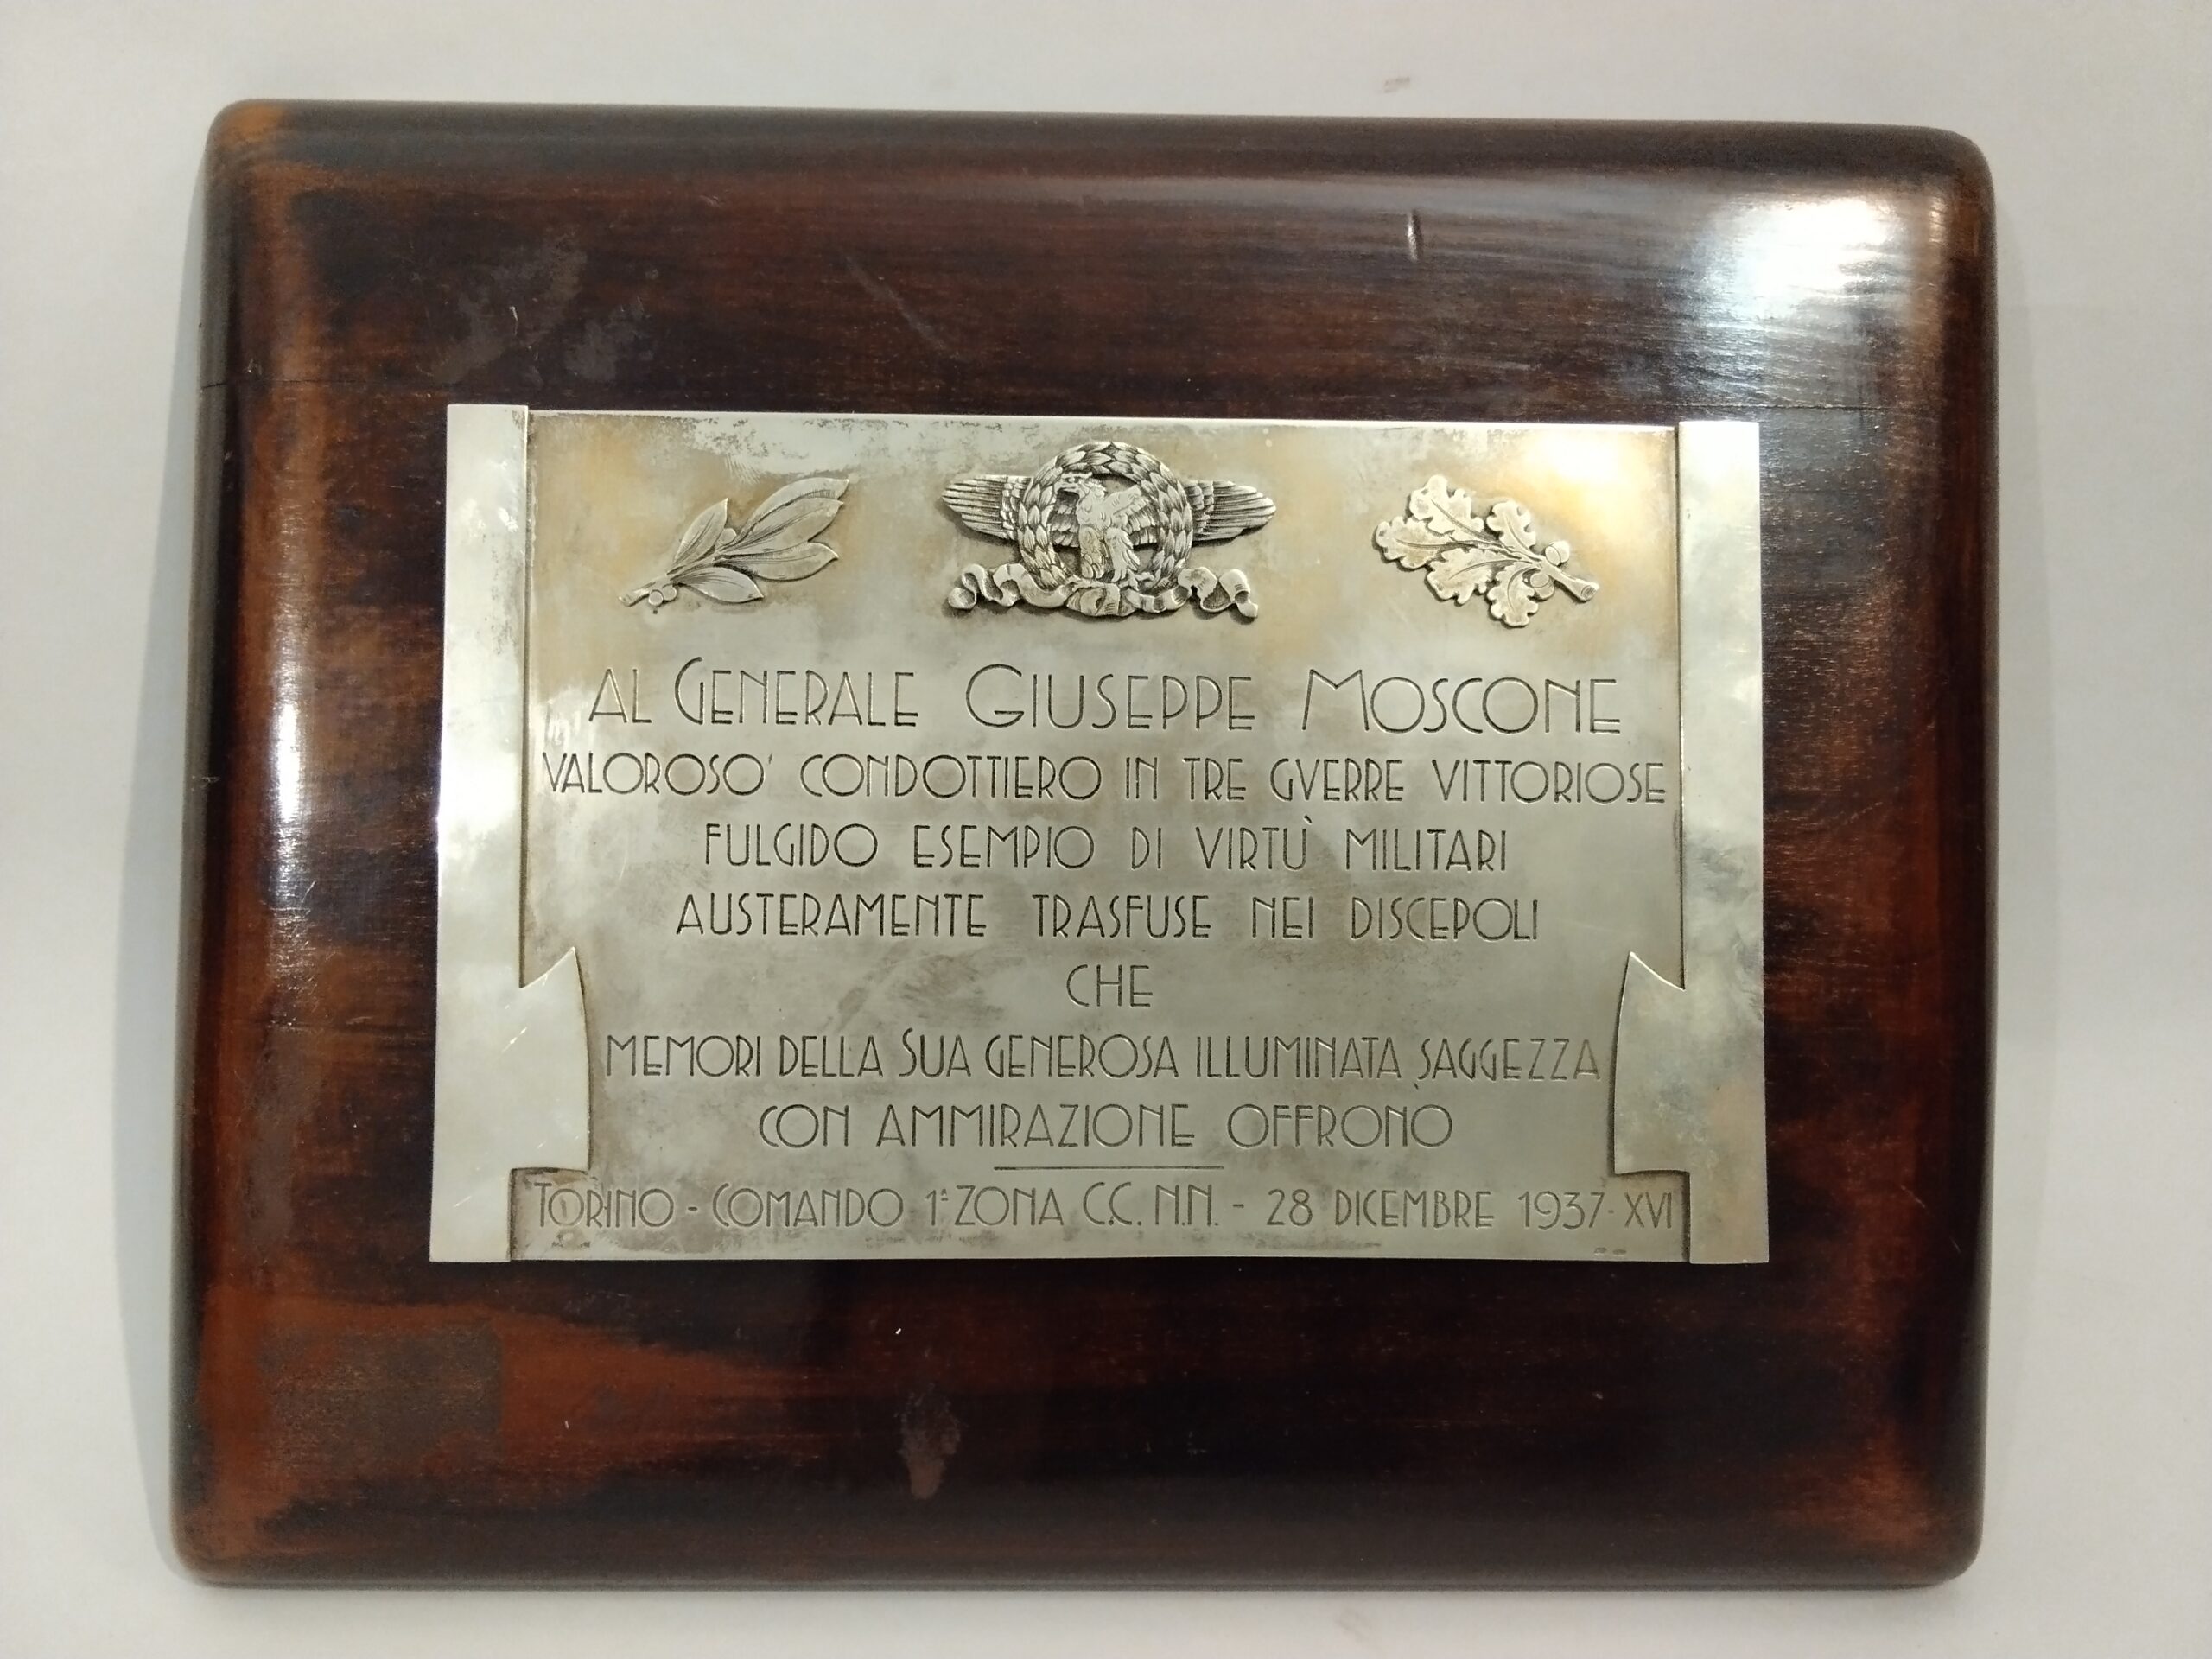 AL GENERALE GIUSEPPE MOSCONE
VALOROSO' CONDOTTIERO IN TRE GVERRE VITTORIOSE
FULGIDO ESEMPIO DI VIRTÙ MILITARI
AUSTERAMENTE TRASFUSE NEI DISCEPOLI
CHE
MEMORI DELLA SUA GENEROSA ILLUMINATA SAGGEZZA
CON AMMIRAZIONE OFFRONO
TORINO - COMANDO 1ª ZONA C.C. N.N. - 28 DICEMBRE 1937 - XVI